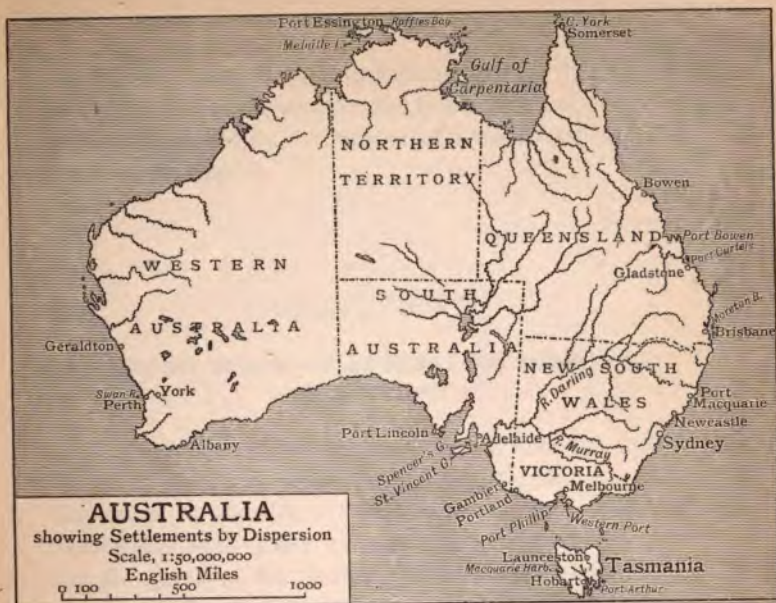 Port Essington
Raffles Bay
Melville I.
C. York
Somerset
Gulf of
Carpentaria
NORTHERN
TERRITORY
Bowen
QUEENSLAND
Port Bowen
Port Curtis
Gladstone
WESTERN
AUSTRALIA
SOUTH
AUSTRALIA
Moreton B.
Brisbane
Geraldton
NEW SOUTH
WALES
R. Darling
Swan R.
York
Perth
Port
Macquarie
Newcastle
Albany
Port Lincoln
Adelaide
R. Murray
Sydney
Spencer's G.
St. Vincent G.
VICTORIA
Gambier
Portland
Melbourne
Port Phillip
Western Port
Launceston
Tasmania
Macquarie Harb.
Hobart
Port Arthur
AUSTRALIA
showing Settlements by Dispersion
Scale, 1:50,000,000
English Miles
0 100 500 1000